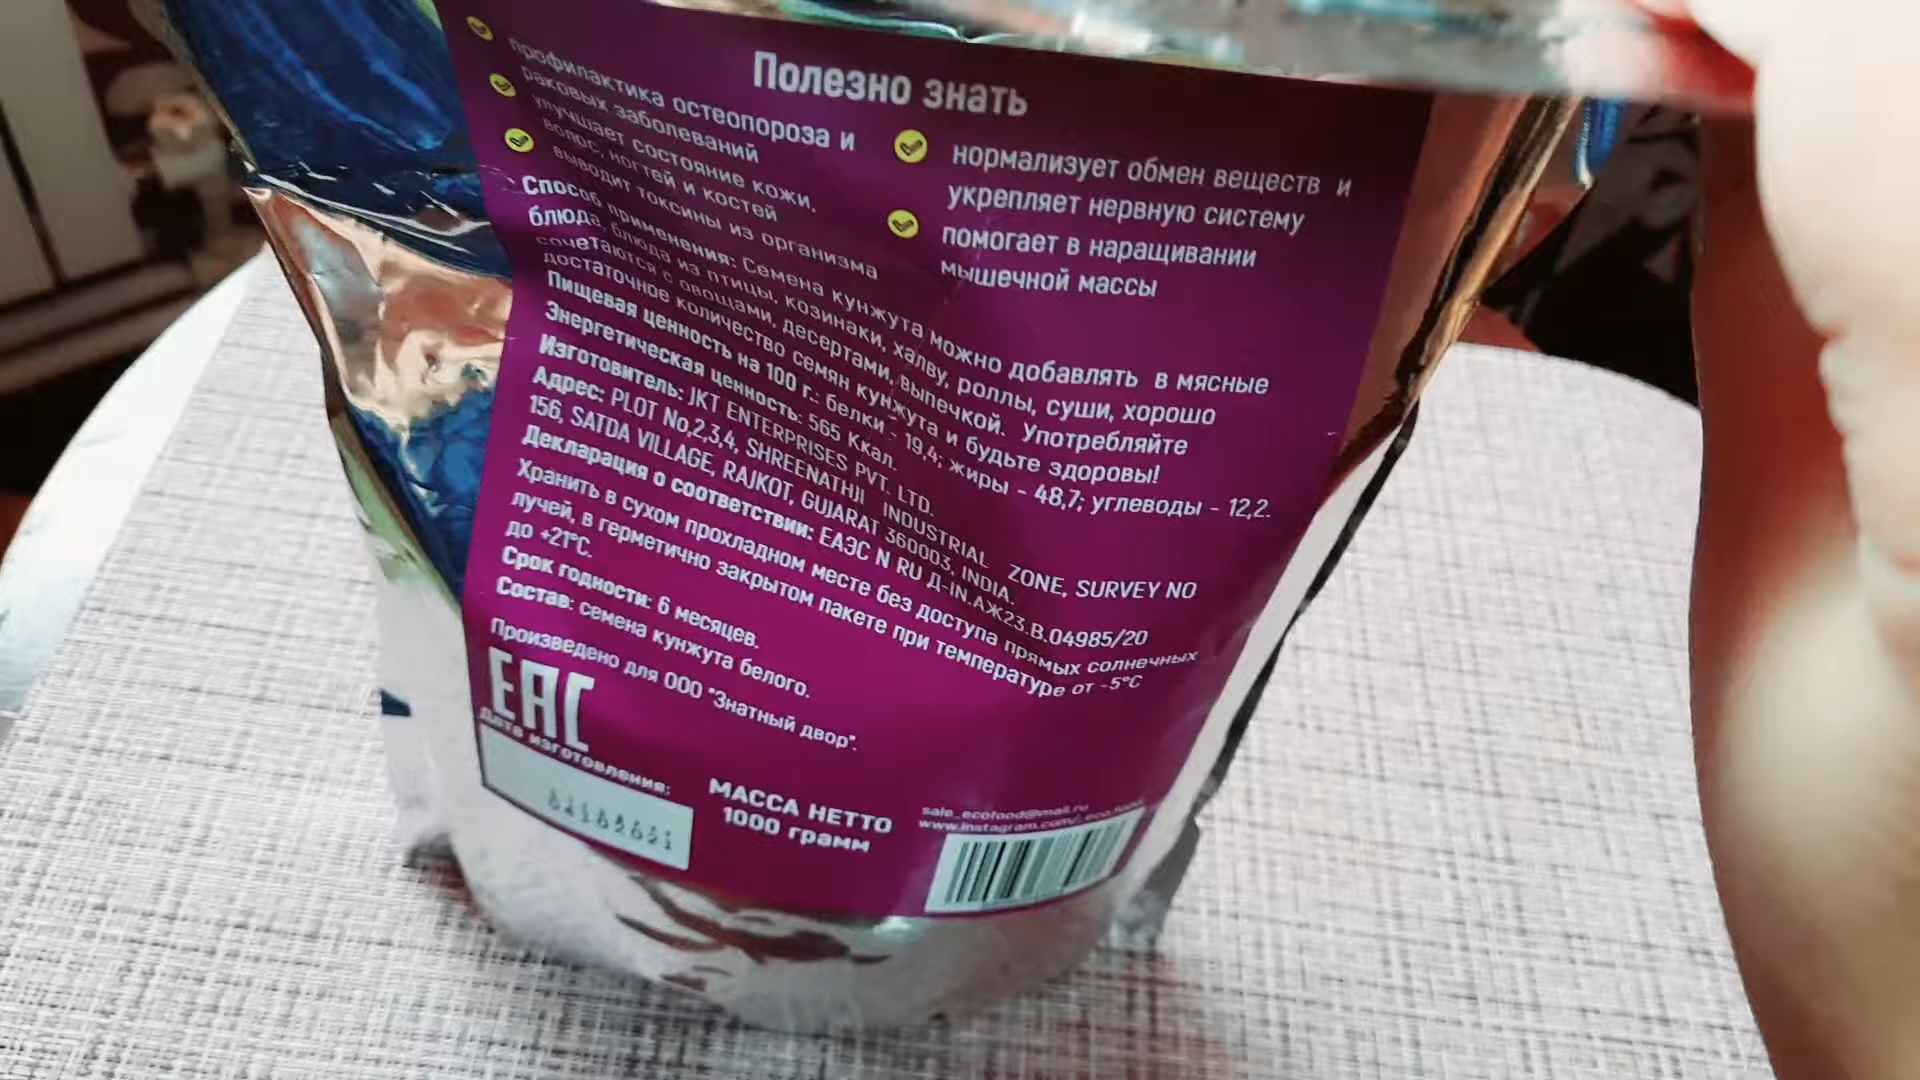 Полезно знать
профилактика остеопороза и
раковых заболеваний
улучшает состояние кожи,
волос, ногтей и костей
выводит токсины из организма
нормализует обмен веществ и
укрепляет нервную систему
помогает в наращивании
мышечной массы
Способ применения: Семена кунжута можно добавлять в мясные
блюда, блюда из птицы, козинаки, халву, роллы, суши, хорошо
сочетаются с овощами, десертами, выпечкой. Употребляйте
достаточное количество семян кунжута и будьте здоровы!
Пищевая ценность на 100 г.: белки - 19,4; жиры - 48,7; углеводы - 12,2.
Энергетическая ценность: 565 Ккал.
Изготовитель: JKT ENTERPRISES PVT. LTD.
Адрес: PLOT No,2,3,4, SHREENATHJI INDUSTRIAL ZONE, SURVEY NO
156, SATDA VILLAGE, RAJKOT, GUJARAT 360003, INDIA.
Декларация о соответствии: ЕАЭС N RU Д-IN.АЖ23.В.04985/20
Хранить в сухом прохладном месте без доступа прямых солнечных
лучей, в герметично закрытом пакете при температуре от -5°С
до +21°С.
Срок годности: 6 месяцев.
Состав: семена кунжута белого.
Произведено для ООО "Знатный двор".
ЕАС
Дата изготовления:
МАССА НЕТТО
1000 грамм
sale_ecofood@mail.ru